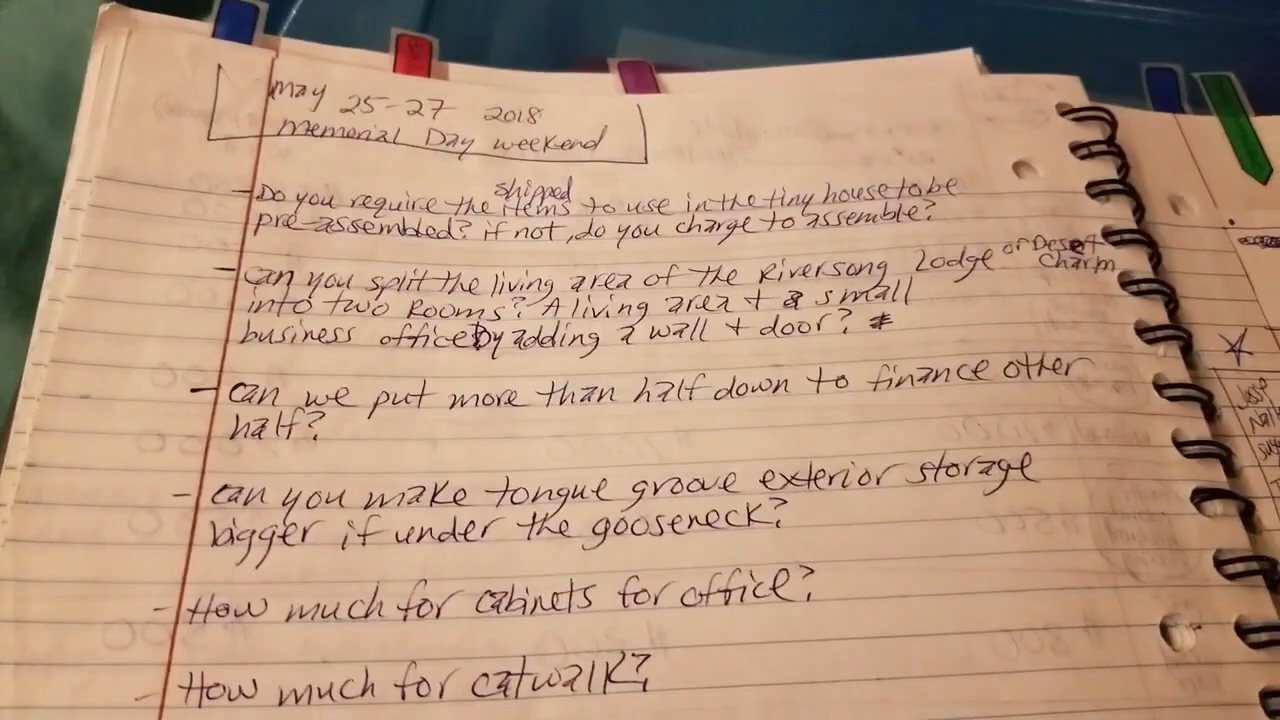 May 25-27 2018
Memorial Day weekend
- Do you require the shipped items to use in the tiny house to be
pre-assembled? if not, do you charge to assemble?
- Can you split the living area of the Riversong Lodge or Desert Charm
into two Rooms? A living area + a small
business office by adding a wall + door? *
- Can we put more than half down to finance other
half?
- Can you make tongue groove exterior storage
bigger if under the gooseneck?
- How much for cabinets for office?
- How much for catwalk?